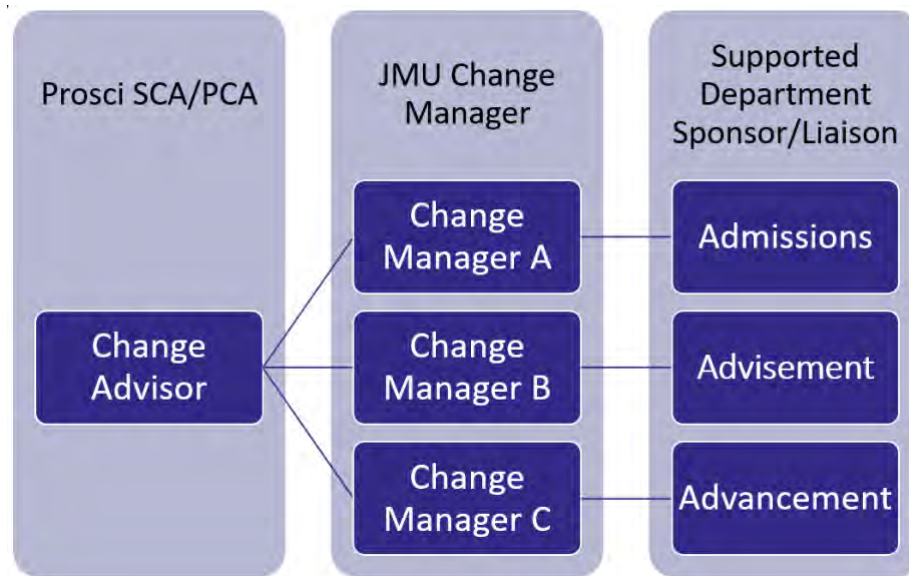 Prosci SCA/PCA
Change
Advisor
JMU Change
Manager
Change
Manager A
Change
Manager B
Change
Manager C
Supported
Department
Sponsor/Liaison
Admissions
Advisement
Advancement